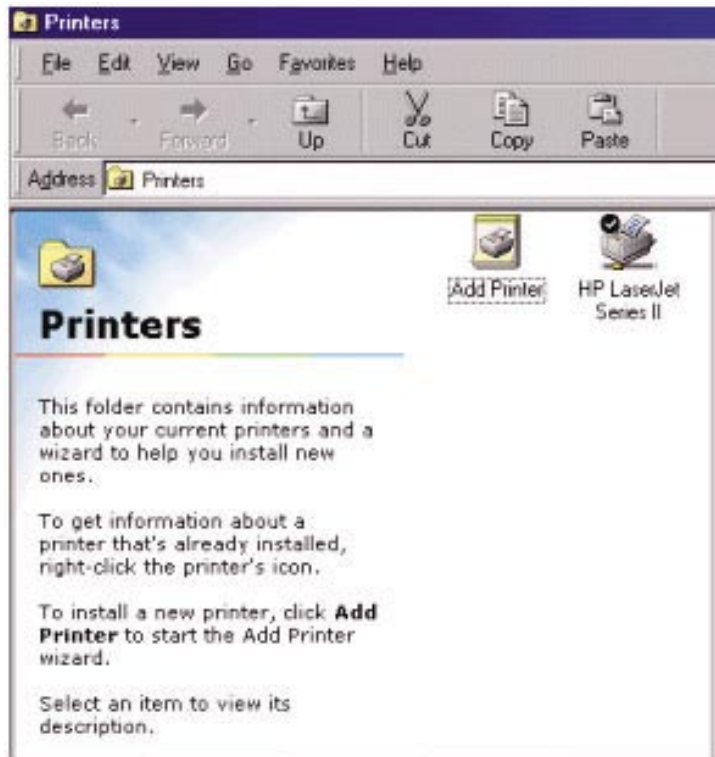 Printers
File Edit View Go Favorites Help
Back Forward Up Cut Copy Paste
Address Printers
Add Printer
HP LaserJet
Series II
Printers
This folder contains information
about your current printers and a
wizard to help you install new
ones.
To get information about a
printer that's already installed,
right-click the printer's icon.
To install a new printer, click Add
Printer to start the Add Printer
wizard.
Select an item to view its
description.